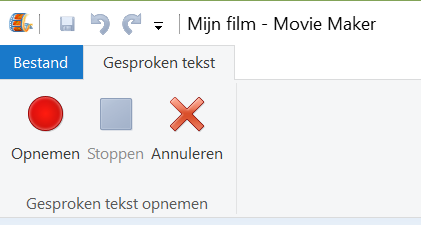 Mijn film - Movie Maker
Bestand Gesproken tekst
Opnemen Stoppen Annuleren
Gesproken tekst opnemen